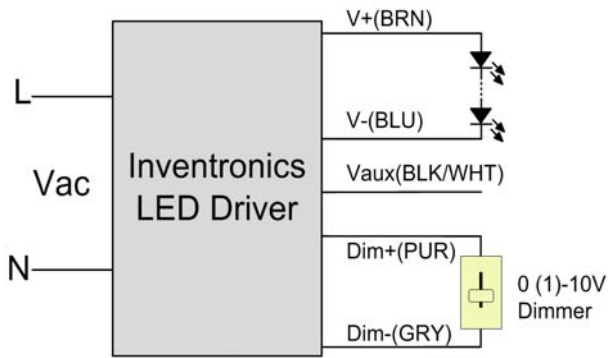 V+(BRN)
L
V-(BLU)
Inventronics
LED Driver
Vac
Vaux(BLK/WHT)
Dim+(PUR)
N
0 (1)-10V
Dimmer
Dim-(GRY)